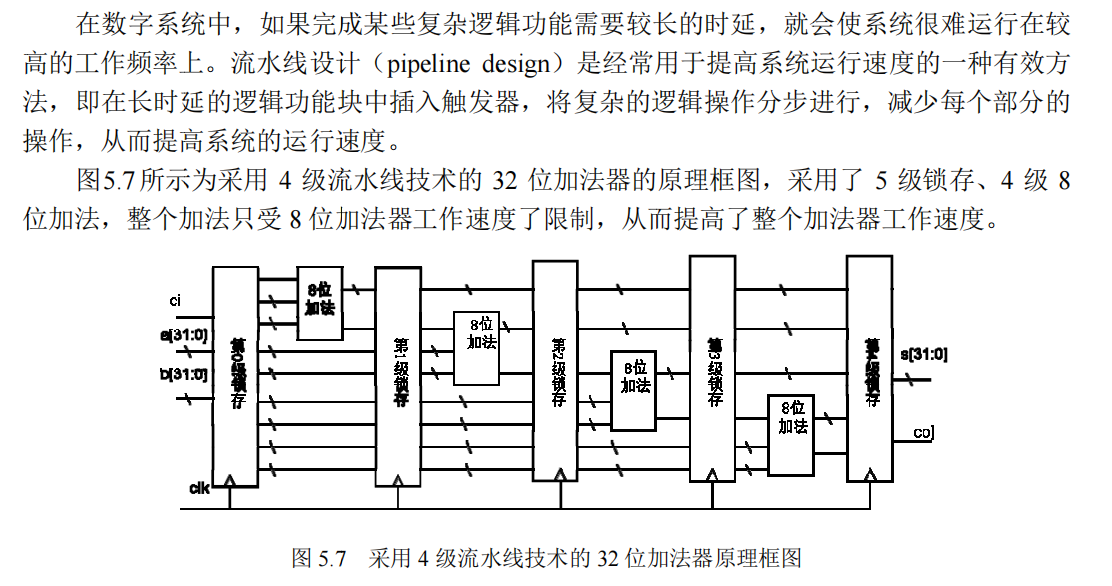 在数字系统中，如果完成某些复杂逻辑功能需要较长的时延，就会使系统很难运行在较
高的工作频率上。流水线设计（pipeline design）是经常用于提高系统运行速度的一种有效方
法，即在长时延的逻辑功能块中插入触发器，将复杂的逻辑操作分步进行，减少每个部分的
操作，从而提高系统的运行速度。
图5.7所示为采用 4 级流水线技术的 32 位加法器的原理框图，采用了 5 级锁存、4 级 8
位加法，整个加法只受 8 位加法器工作速度了限制，从而提高了整个加法器工作速度。
ci
a[31:0]
b[31:0]
clk
第0级锁存
8位
加法
第1级锁存
8位
加法
第2级锁存
8位
加法
第3级锁存
8位
加法
第4级锁存
s[31:0]
co]
图 5.7 采用 4 级流水线技术的 32 位加法器原理框图